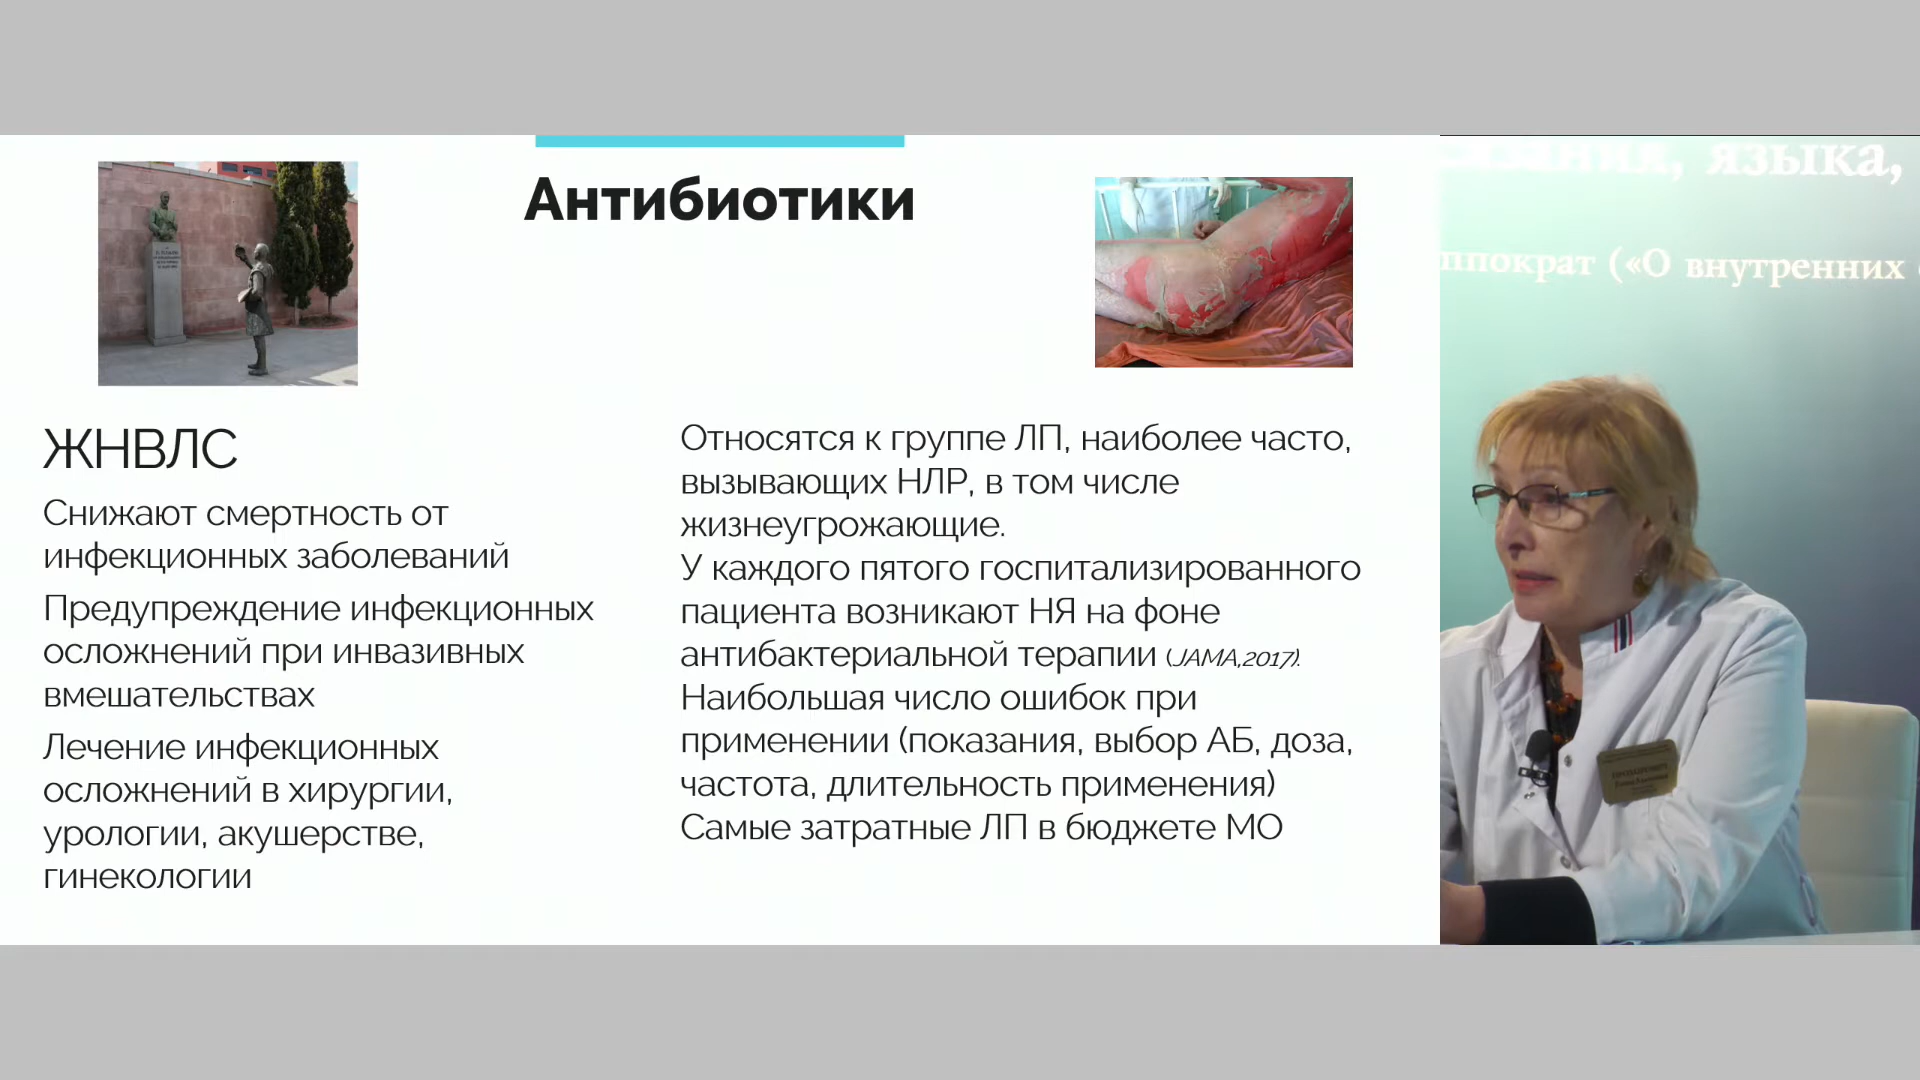 Антибиотики
ЖНВЛС
Снижают смертность от
инфекционных заболеваний
Предупреждение инфекционных
осложнений при инвазивных
вмешательствах
Лечение инфекционных
осложнений в хирургии,
урологии, акушерстве,
гинекологии
Относятся к группе ЛП, наиболее часто,
вызывающих НЛР, в том числе
жизнеугрожающие.
У каждого пятого госпитализированного
пациента возникают НЯ на фоне
антибактериальной терапии (JAMA,2017).
Наибольшая число ошибок при
применении (показания, выбор АБ, доза,
частота, длительность применения)
Самые затратные ЛП в бюджете МО
языка,
ппократ («О внутренних